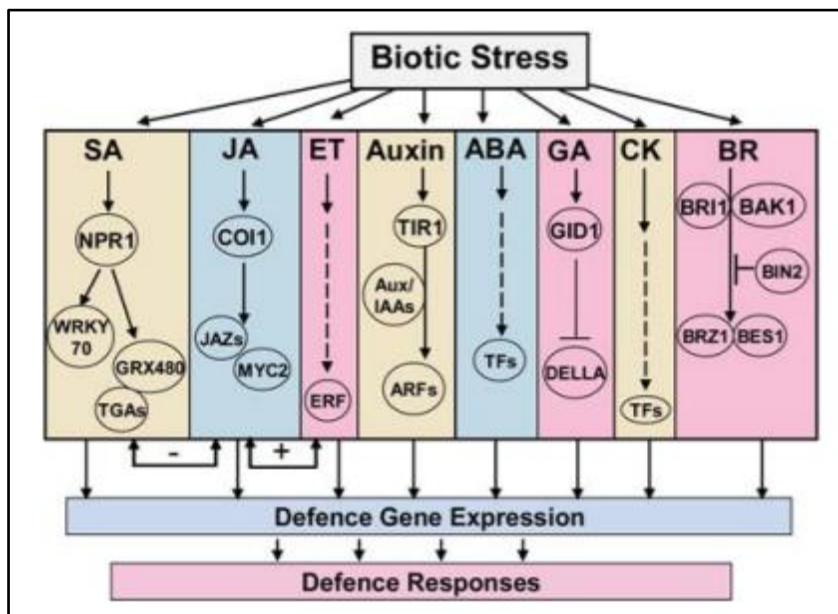 Biotic Stress
SA JA ET Auxin ABA GA CK BR
NPR1
WRKY
70
GRX480
TGAs
COI1
JAZs
MYC2
ERF
TIR1
Aux/
IAAs
ARFs
TFs
GID1
DELLA
TFs
BRI1
BAK1
BIN2
BRZ1
BES1
-
+
Defence Gene Expression
Defence Responses